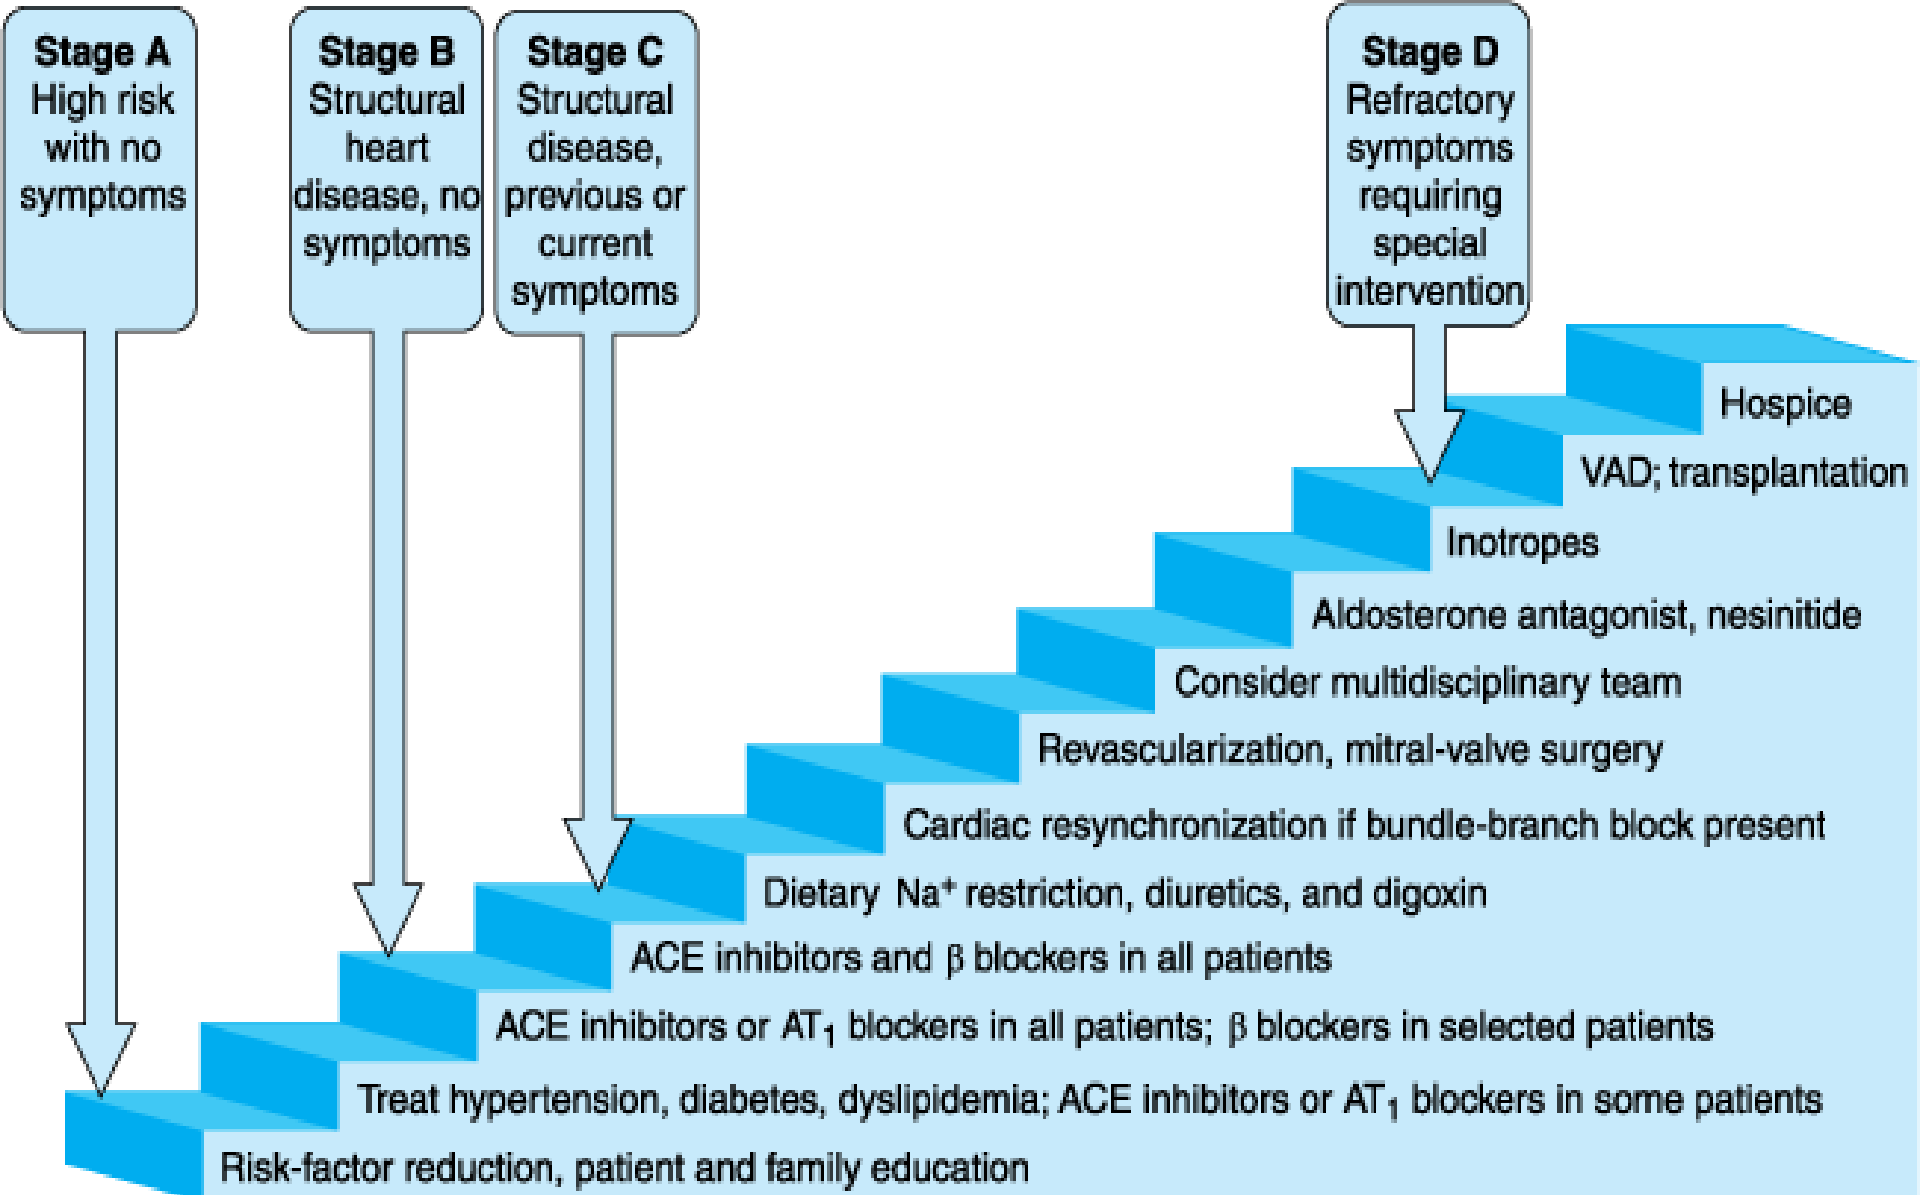 Stage A
High risk
with no
symptoms
Stage B
Structural
heart
disease, no
symptoms
Stage C
Structural
disease,
previous or
current
symptoms
Stage D
Refractory
symptoms
requiring
special
intervention
Hospice
VAD; transplantation
Inotropes
Aldosterone antagonist, nesinitide
Consider multidisciplinary team
Revascularization, mitral-valve surgery
Cardiac resynchronization if bundle-branch block present
Dietary Na⁺ restriction, diuretics, and digoxin
ACE inhibitors and β blockers in all patients
ACE inhibitors or AT₁ blockers in all patients; β blockers in selected patients
Treat hypertension, diabetes, dyslipidemia; ACE inhibitors or AT₁ blockers in some patients
Risk-factor reduction, patient and family education